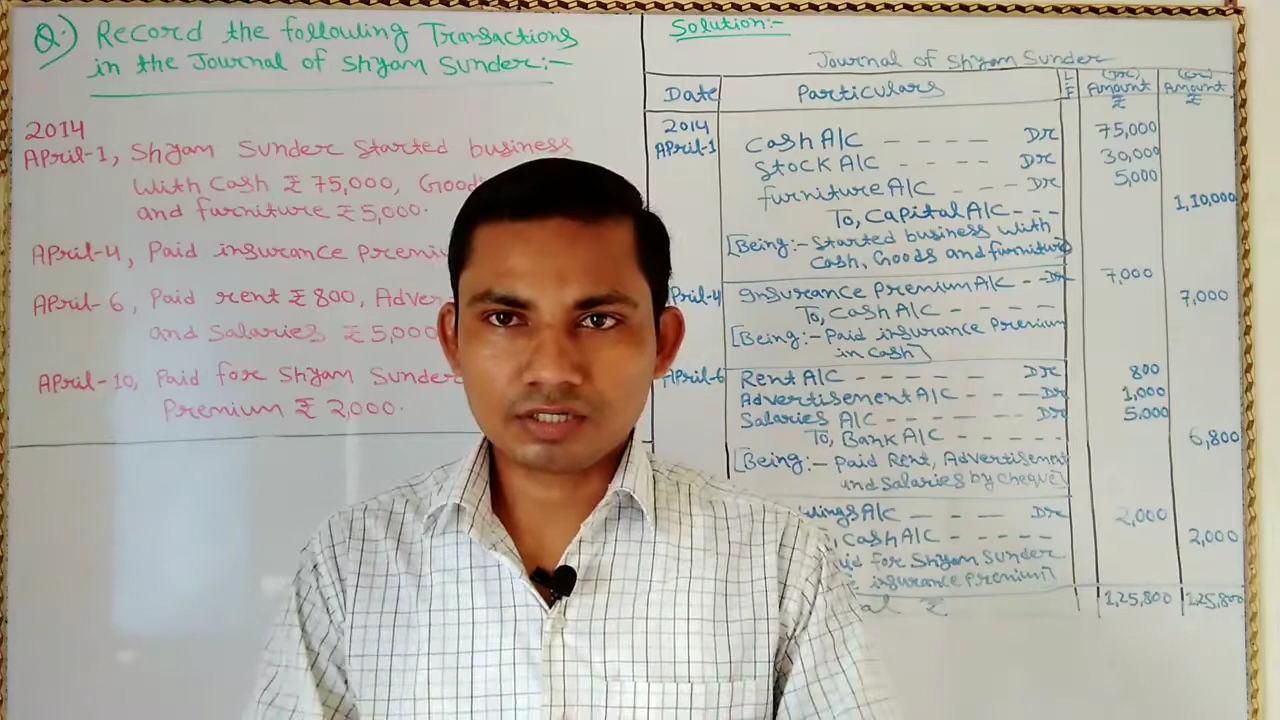 Q.) Record the following Transactions
in the Journal of Shyam Sunder:-
2014
April-1, Shyam Sunder Started business
with Cash ₹ 75,000,
and furniture ₹ 5,000.
April-4, Paid insurance
April-6, Paid rent ₹ 800,
and Salaries ₹ 5,000
April-10, Paid for Shyam Sunder
Premium ₹ 2,000.
Solution:-
Journal of Shyam Sunder
Date Particulars L.F (Dr) Amount ₹ (Cr) Amount ₹
2014
April-1 Cash A/C - - - - Dr 75,000
Stock A/C - - - - Dr 30,000
furniture A/C - - - Dr 5,000
To, Capital A/C - - - 1,10,000
[Being:- Started business with
Cash, Goods and furniture]
April-4 Insurance Premium A/C - - Dr 7,000
To, Cash A/C - - - - 7,000
[Being:- Paid insurance Premium
in Cash]
April-6 Rent A/C - - - - - Dr 800
Advertisement A/C - - - Dr 1,000
Salaries A/C - - - - Dr 5,000
To, Bank A/C - - - - - 6,800
[Being:- Paid Rent, Advertisement
and Salaries by cheque]
A/C - - - - Dr 2,000
Cash A/C - - - - - 2,000
for Shyam Sunder
insurance Premium]
₹ 1,25,800 1,25,800